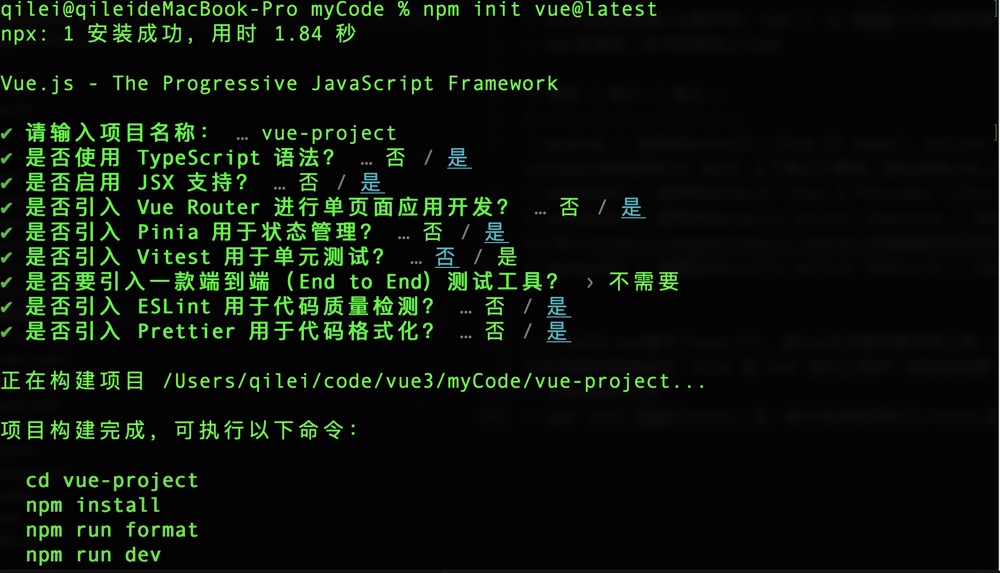 qilei@qileideMacBook-Pro myCode % npm init vue@latest
npx: 1 安装成功，用时 1.84 秒
Vue.js - The Progressive JavaScript Framework
✔ 请输入项目名称： … vue-project
✔ 是否使用 TypeScript 语法？ … 否 / 是
✔ 是否启用 JSX 支持？ … 否 / 是
✔ 是否引入 Vue Router 进行单页面应用开发？ … 否 / 是
✔ 是否引入 Pinia 用于状态管理？ … 否 / 是
✔ 是否引入 Vitest 用于单元测试？ … 否 / 是
✔ 是否要引入一款端到端（End to End）测试工具？ › 不需要
✔ 是否引入 ESLint 用于代码质量检测？ … 否 / 是
✔ 是否引入 Prettier 用于代码格式化？ … 否 / 是
正在构建项目 /Users/qilei/code/vue3/myCode/vue-project...
项目构建完成，可执行以下命令：
cd vue-project
npm install
npm run format
npm run dev